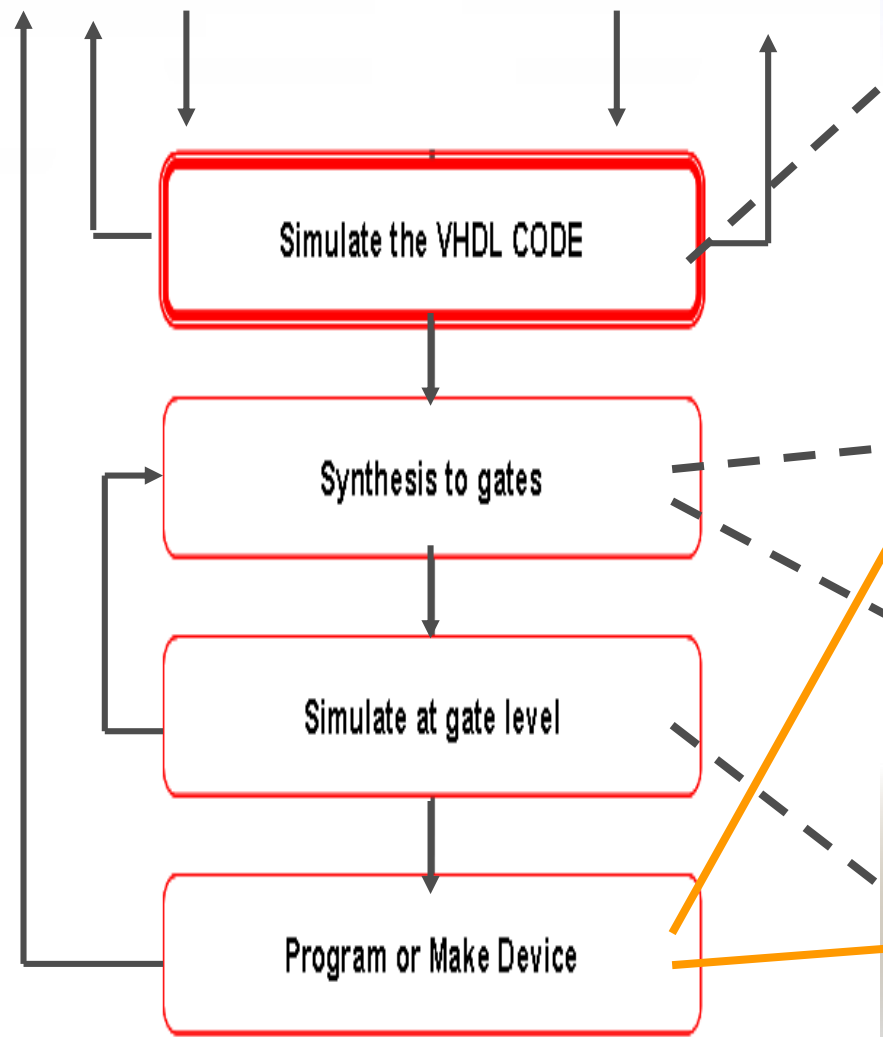 Simulate the VHDL CODE
Synthesis to gates
Simulate at gate level
Program or Make Device